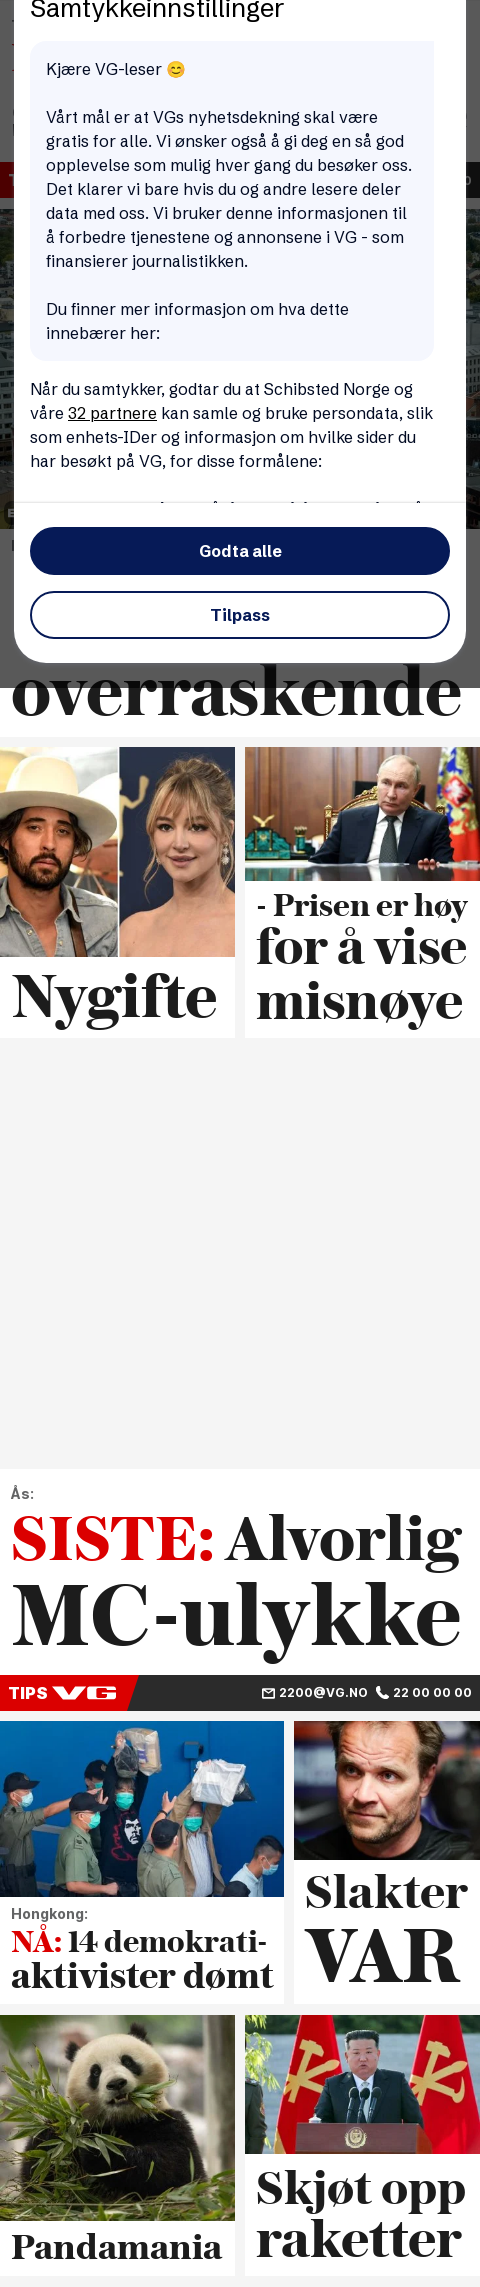 Samtykkeinnstillinger
Kjære VG-leser 😊
Vårt mål er at VGs nyhetsdekning skal være
gratis for alle. Vi ønsker også å gi deg en så god
opplevelse som mulig hver gang du besøker oss.
Det klarer vi bare hvis du og andre lesere deler
data med oss. Vi bruker denne informasjonen til
å forbedre tjenestene og annonsene i VG - som
finansierer journalistikken.
Du finner mer informasjon om hva dette
innebærer her:
Når du samtykker, godtar du at Schibsted Norge og
våre 32 partnere kan samle og bruke persondata, slik
som enhets-IDer og informasjon om hvilke sider du
har besøkt på VG, for disse formålene:
Godta alle
Tilpass
overraskende
Nygifte
- Prisen er høy
for å vise
misnøye
Ås:
SISTE: Alvorlig
MC-ulykke
TIPS VG
2200@VG.NO 22 00 00 00
Hongkong:
NÅ: 14 demokrati-
aktivister dømt
Slakter
VAR
Pandamania
Skjøt opp
raketter